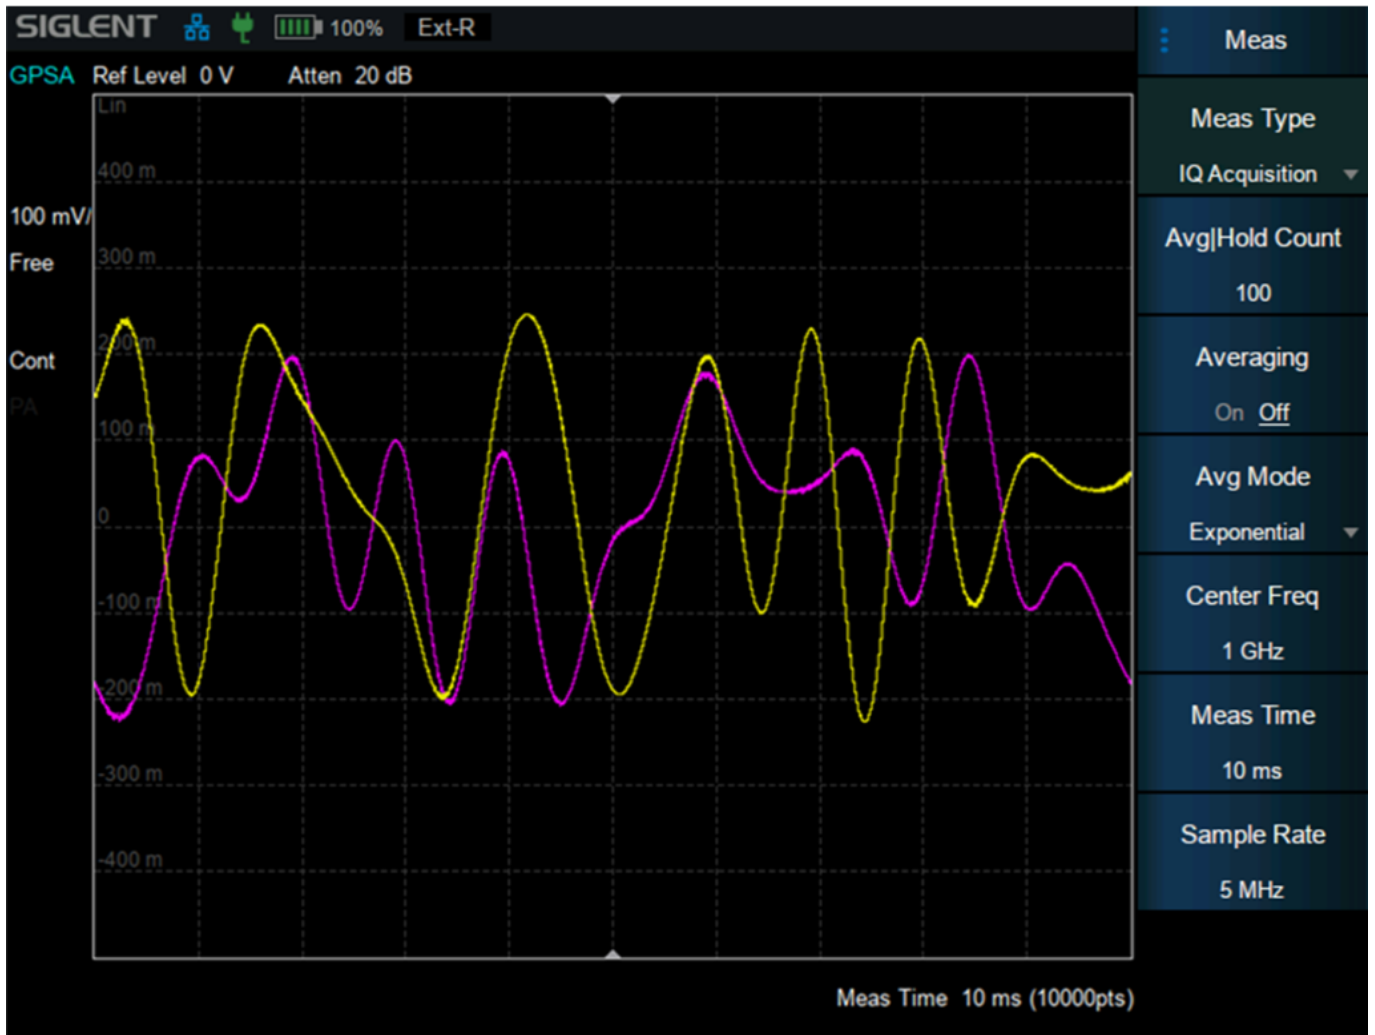 SIGLENT 100% Ext-R
GPSA Ref Level 0 V Atten 20 dB
Lin
400 m
100 mV/
Free
300 m
Cont
200 m
PA
100 m
0
-100 m
-200 m
-300 m
-400 m
Meas Time 10 ms (10000pts)
Meas
Meas Type
IQ Acquisition
Avg|Hold Count
100
Averaging
On Off
Avg Mode
Exponential
Center Freq
1 GHz
Meas Time
10 ms
Sample Rate
5 MHz